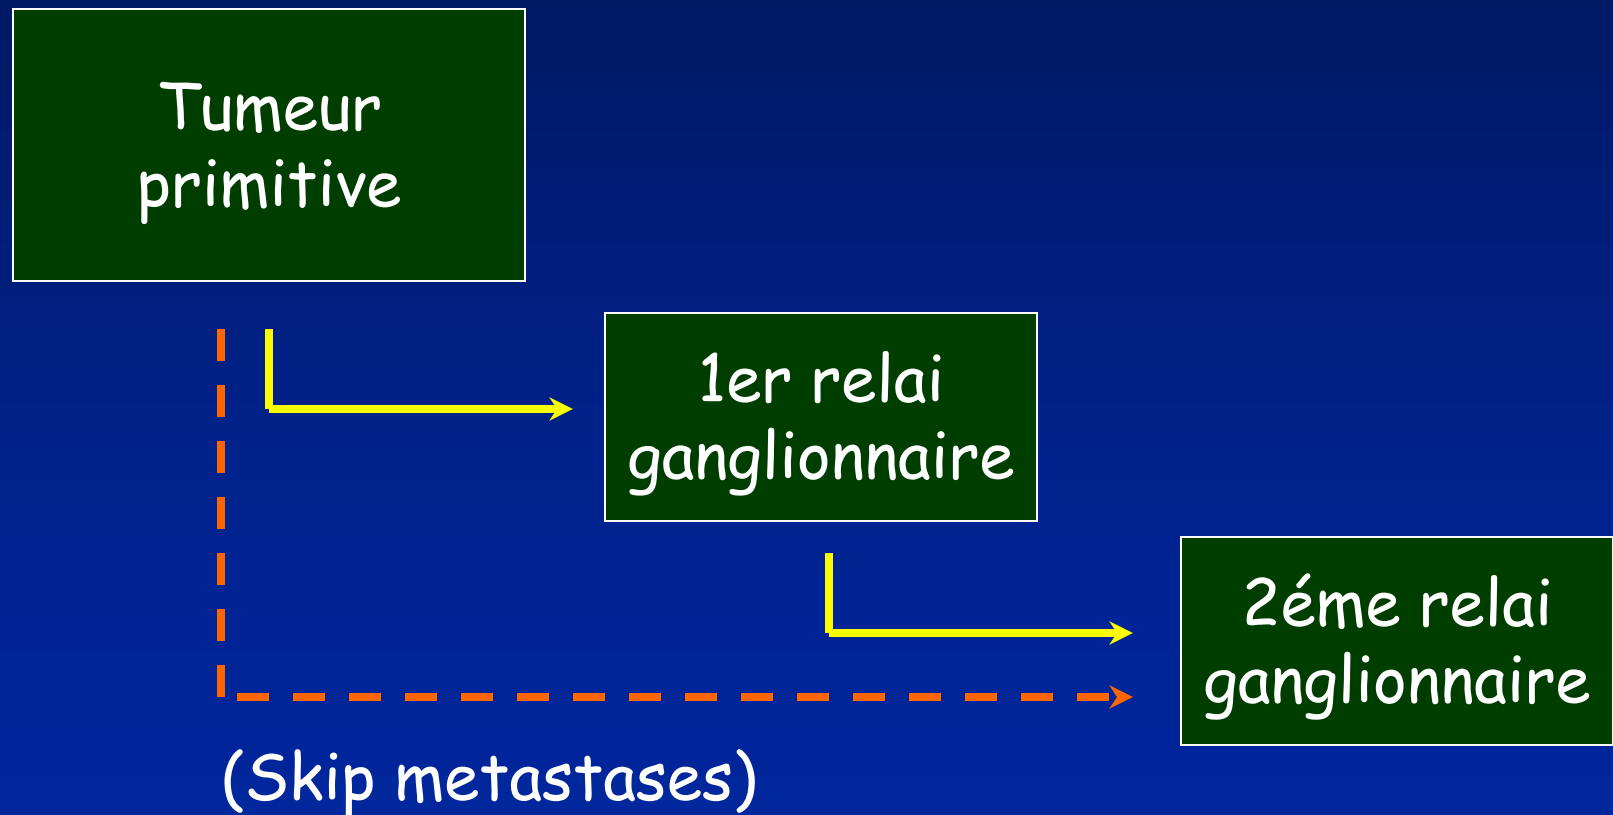 Tumeur
primitive
1er relai
ganglionnaire
2éme relai
ganglionnaire
(Skip metastases)